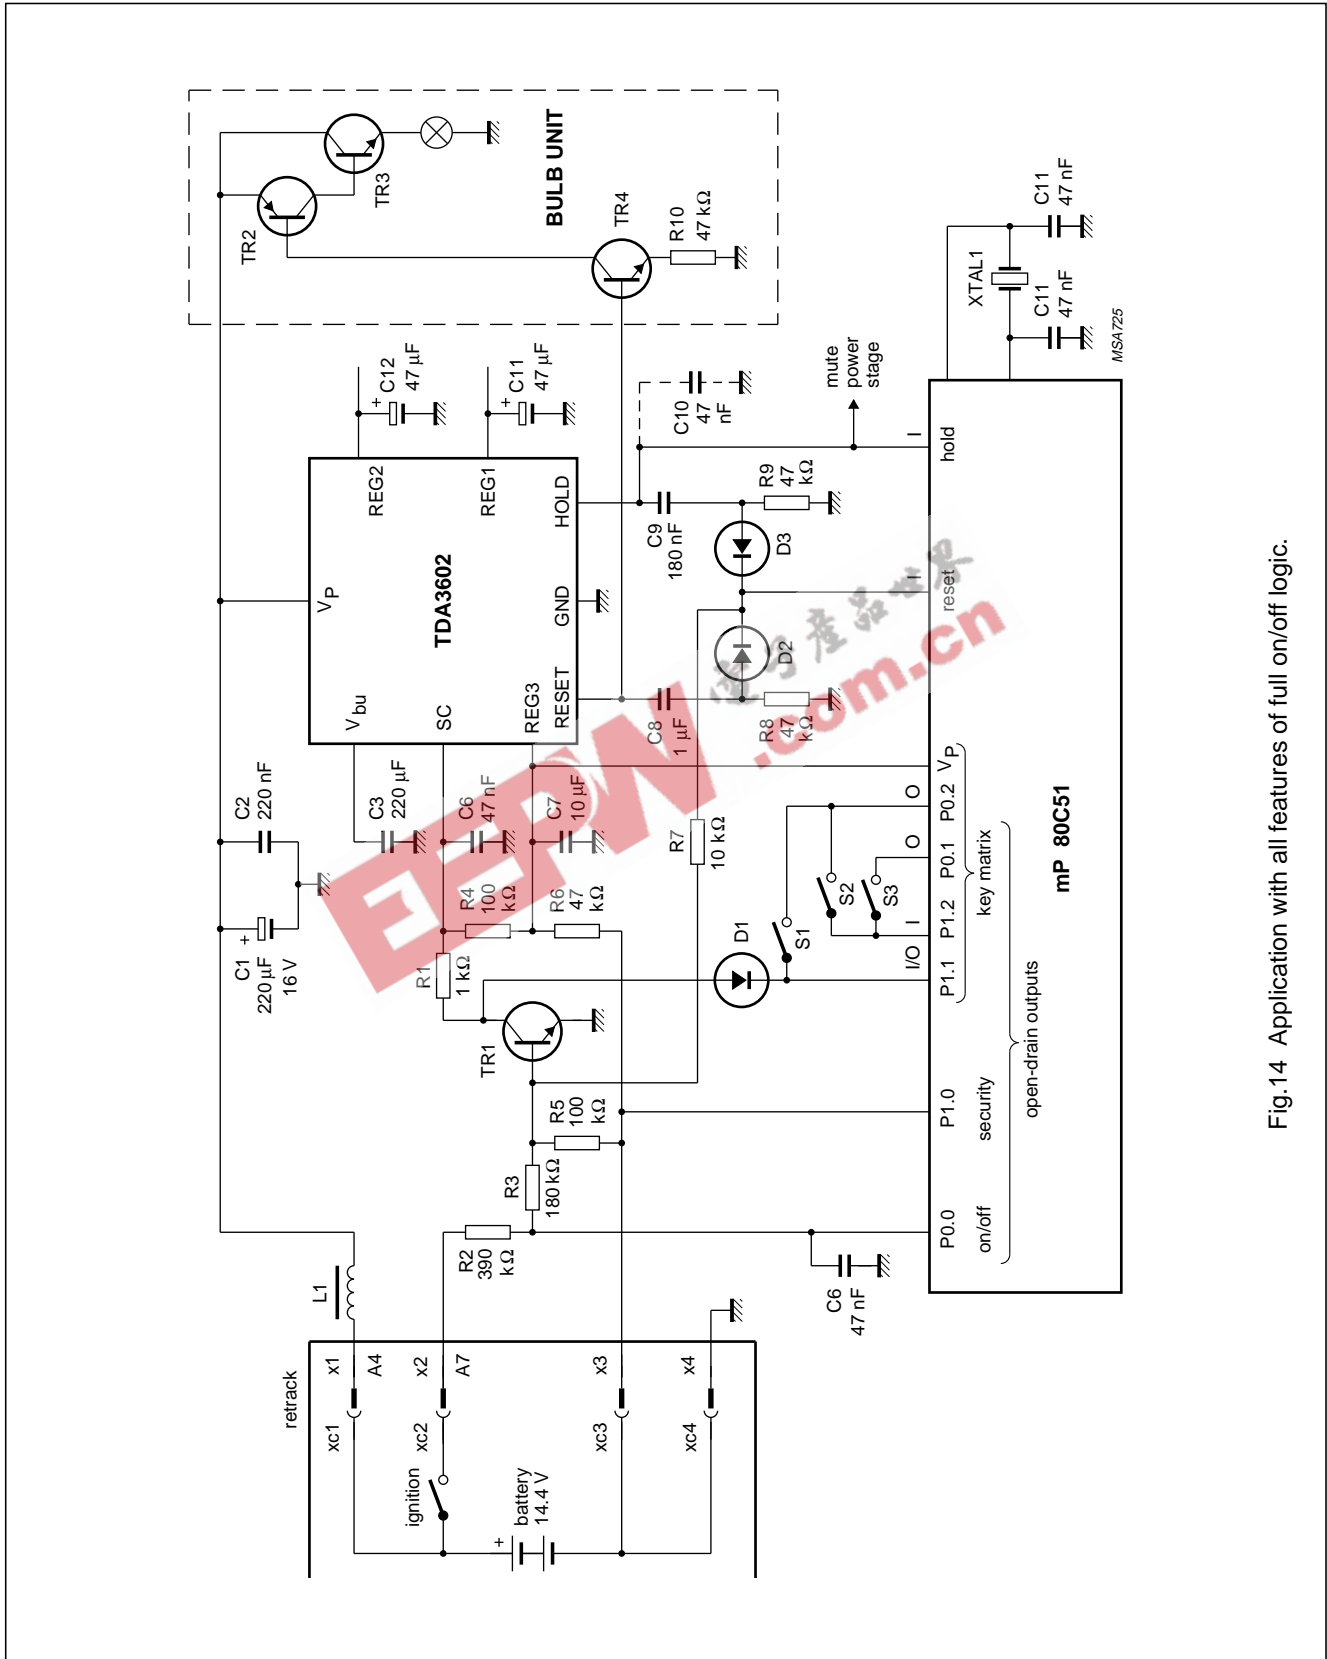 BULB UNIT
TR2
TR3
TR4
R10
47 kΩ
C12
47 µF
+
C11
47 µF
+
C10
47
nF
mute
power
stage
XTAL1
C11
47 nF
C11
47 nF
MSA725
TDA3602
VP
REG2
REG1
HOLD
GND
RESET
REG3
SC
Vbu
C2
220 nF
C1
220 µF
16 V
+
C3
220 µF
C6
47 nF
C7
10 µF
R4
100
kΩ
R6
47
kΩ
R1
1 kΩ
TR1
C9
180 nF
D3
R9
47
kΩ
C8
1 µF
D2
R8
47
kΩ
R7
10 kΩ
D1
S1
S2
S3
R5
100
kΩ
R3
180 kΩ
R2
390
kΩ
C6
47 nF
L1
retrack
x1
A4
x2
A7
x3
x4
xc1
xc2
xc3
xc4
ignition
battery
14.4 V
+
I
hold
I
reset
VP
O
P0.2
O
P0.1
I
P1.2
I/O
P1.1
key matrix
P1.0
security
P0.0
on/off
open-drain outputs
mP 80C51
EEPW
.com.cn
電子產品世界
Fig.14 Application with all features of full on/off logic.